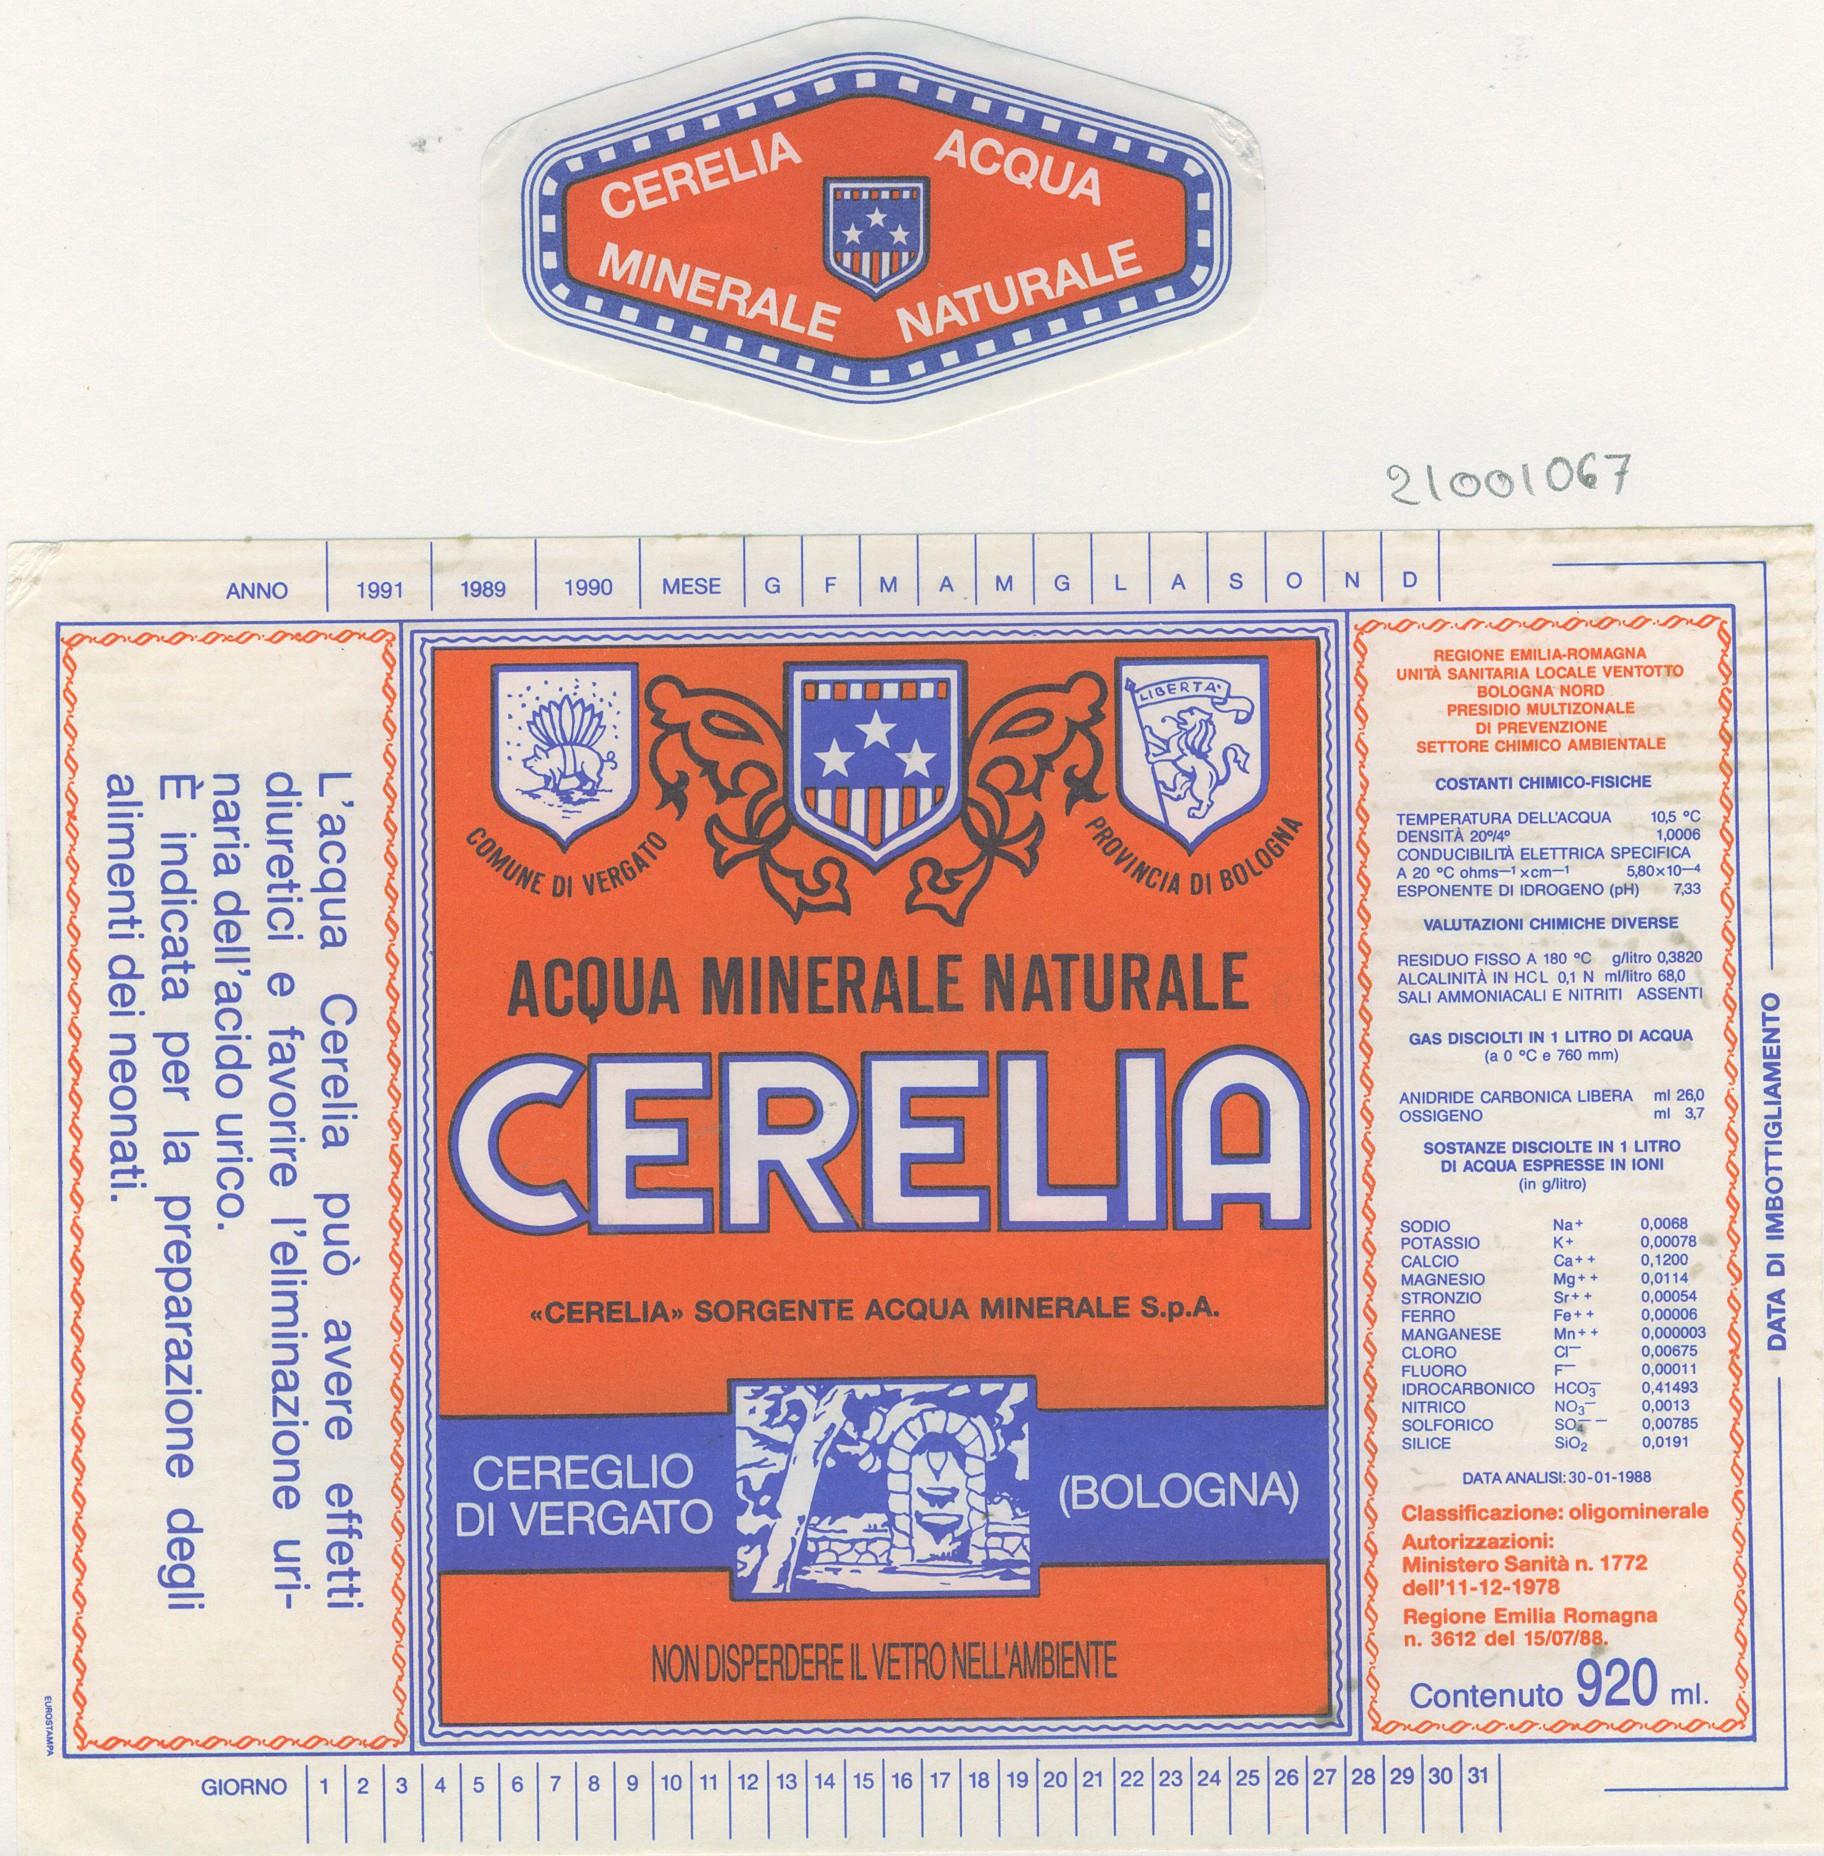 CERELIA ACQUA
MINERALE NATURALE
21001067
ANNO 1991 1989 1990 MESE G F M A M G L A S O N D
L'acqua Cerelia può avere effetti
diuretici e favorire l'eliminazione uri-
naria dell'acido urico.
È indicata per la preparazione degli
alimenti dei neonati.
EUROSTAMPA
LIBERTA'
COMUNE DI VERGATO
PROVINCIA DI BOLOGNA
ACQUA MINERALE NATURALE
CERELIA
«CERELIA» SORGENTE ACQUA MINERALE S.p.A.
CEREGLIO
DI VERGATO
(BOLOGNA)
NON DISPERDERE IL VETRO NELL'AMBIENTE
REGIONE EMILIA-ROMAGNA
UNITÀ SANITARIA LOCALE VENTOTTO
BOLOGNA NORD
PRESIDIO MULTIZONALE
DI PREVENZIONE
SETTORE CHIMICO AMBIENTALE
COSTANTI CHIMICO-FISICHE
TEMPERATURA DELL'ACQUA 10,5 °C
DENSITÀ 20°/4° 1,0006
CONDUCIBILITÀ ELETTRICA SPECIFICA
A 20 °C ohms—¹ xcm—¹ 5,80×10—⁴
ESPONENTE DI IDROGENO (pH) 7,33
VALUTAZIONI CHIMICHE DIVERSE
RESIDUO FISSO A 180 °C g/litro 0,3820
ALCALINITÀ IN HCL 0,1 N ml/litro 68,0
SALI AMMONIACALI E NITRITI ASSENTI
GAS DISCIOLTI IN 1 LITRO DI ACQUA
(a 0 °C e 760 mm)
ANIDRIDE CARBONICA LIBERA ml 26,0
OSSIGENO ml 3,7
SOSTANZE DISCIOLTE IN 1 LITRO
DI ACQUA ESPRESSE IN IONI
(in g/litro)
SODIO Na+ 0,0068
POTASSIO K+ 0,00078
CALCIO Ca++ 0,1200
MAGNESIO Mg++ 0,0114
STRONZIO Sr++ 0,00054
FERRO Fe++ 0,00006
MANGANESE Mn++ 0,000003
CLORO Cl— 0,00675
FLUORO F— 0,00011
IDROCARBONICO HCO₃— 0,41493
NITRICO NO₃— 0,0013
SOLFORICO SO₄—— 0,00785
SILICE SiO₂ 0,0191
DATA ANALISI: 30-01-1988
Classificazione: oligominerale
Autorizzazioni:
Ministero Sanità n. 1772
dell'11-12-1978
Regione Emilia Romagna
n. 3612 del 15/07/88.
Contenuto 920 ml.
DATA DI IMBOTTIGLIAMENTO
GIORNO 1 2 3 4 5 6 7 8 9 10 11 12 13 14 15 16 17 18 19 20 21 22 23 24 25 26 27 28 29 30 31